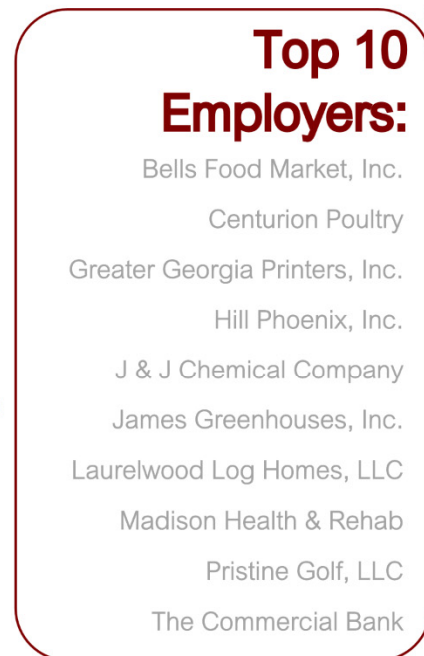 Top 10
Employers:
Bells Food Market, Inc.
Centurion Poultry
Greater Georgia Printers, Inc.
Hill Phoenix, Inc.
J & J Chemical Company
James Greenhouses, Inc.
Laurelwood Log Homes, LLC
Madison Health & Rehab
Pristine Golf, LLC
The Commercial Bank